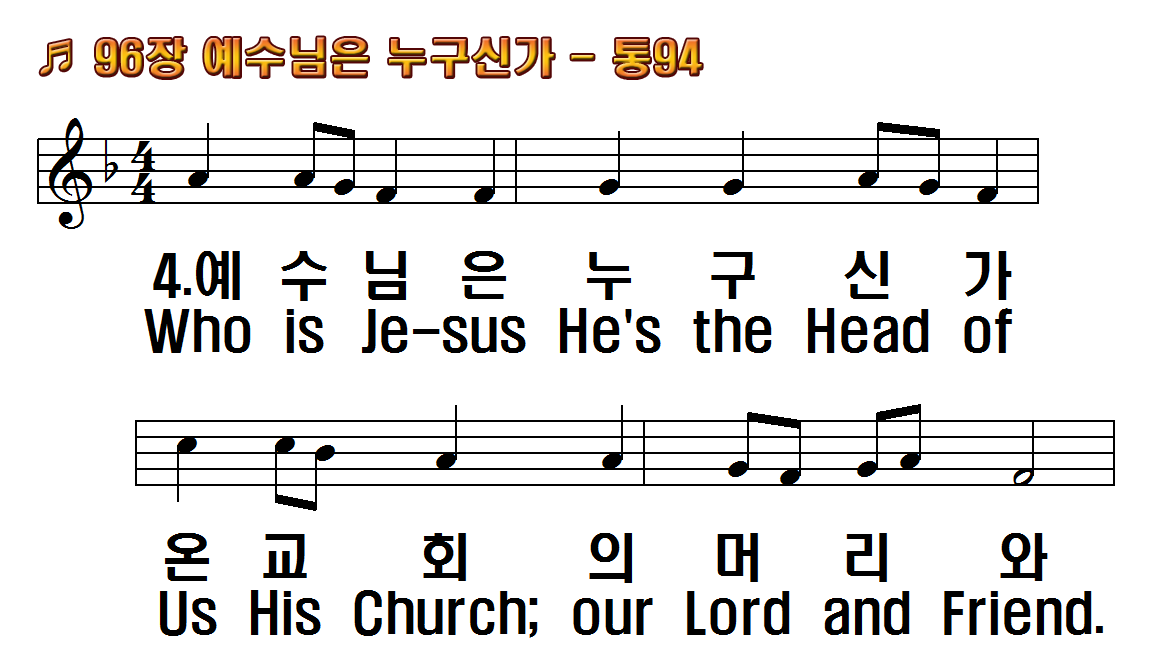 ♬ 96장 예수님은 누구신가 - 통94
4.예 수 님 은 누 구 신 가
Who is Je-sus He's the Head of
온 교 회 의 머 리 와
Us His Church; our Lord and Friend.